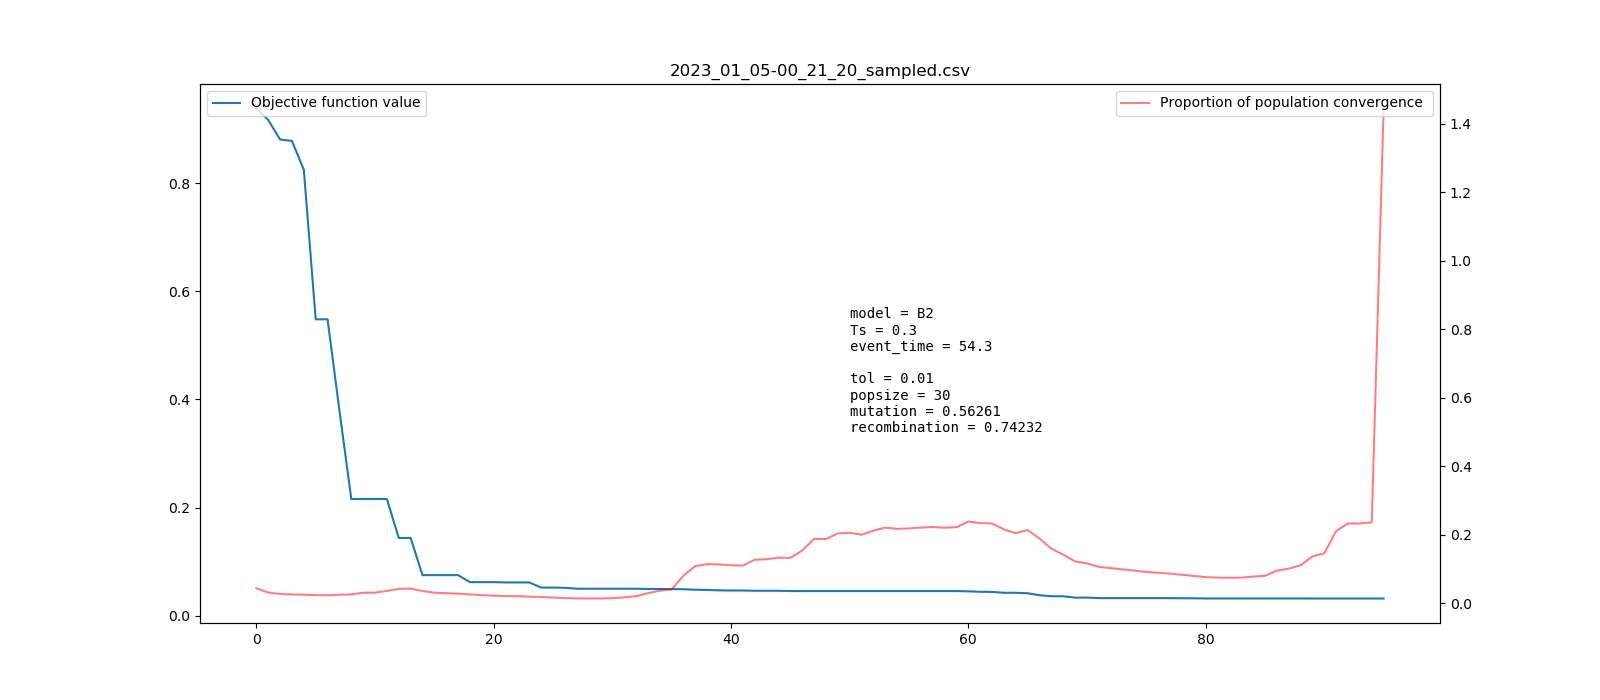 2023_01_05-00_21_20_sampled.csv
Objective function value
Proportion of population convergence
0.8
0.6
0.4
0.2
0.0
model = B2
Ts = 0.3
event_time = 54.3
tol = 0.01
popsize = 30
mutation = 0.56261
recombination = 0.74232
1.4
1.2
1.0
0.8
0.6
0.4
0.2
0.0
0
20
40
60
80